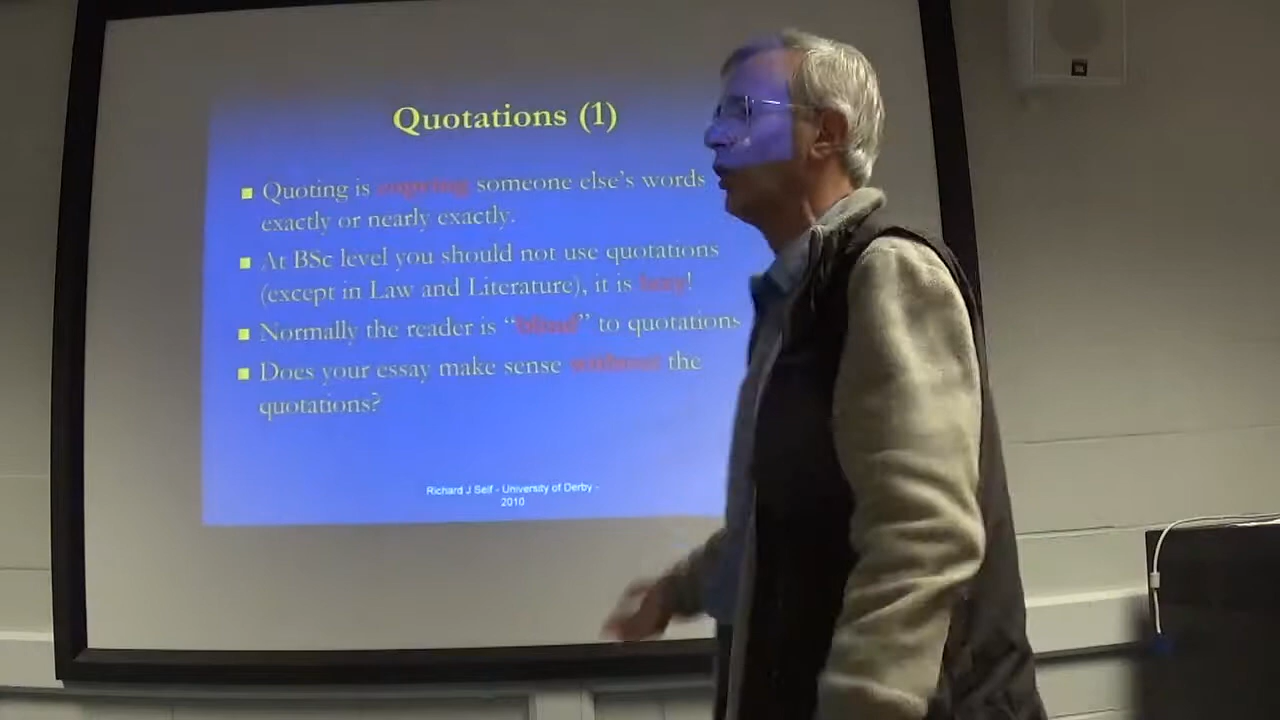 Quotations (1)
Quoting is copying someone else's words
exactly or nearly exactly.
At BSc level you should not use quotations
(except in Law and Literature), it is lazy!
Normally the reader is "blind" to quotations
Does your essay make sense without the
quotations?
Richard J Self - University of Derby -
2010
JBL